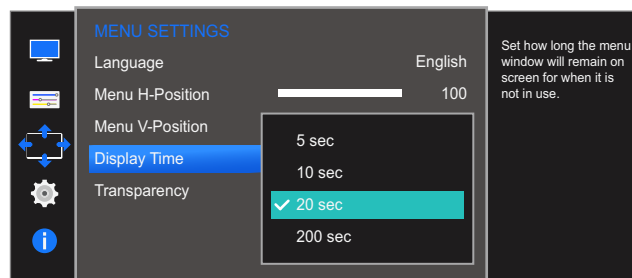 MENU SETTINGS
Language English
Menu H-Position 100
Menu V-Position
Display Time
Transparency
5 sec
10 sec
20 sec
200 sec
Set how long the menu
window will remain on
screen for when it is
not in use.